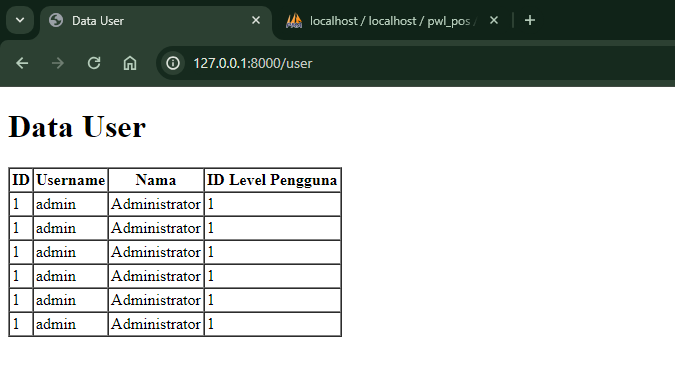 Data User
localhost / localhost / pwl_pos /
127.0.0.1:8000/user
Data User
ID Username Nama ID Level Pengguna
1 admin Administrator 1
1 admin Administrator 1
1 admin Administrator 1
1 admin Administrator 1
1 admin Administrator 1
1 admin Administrator 1